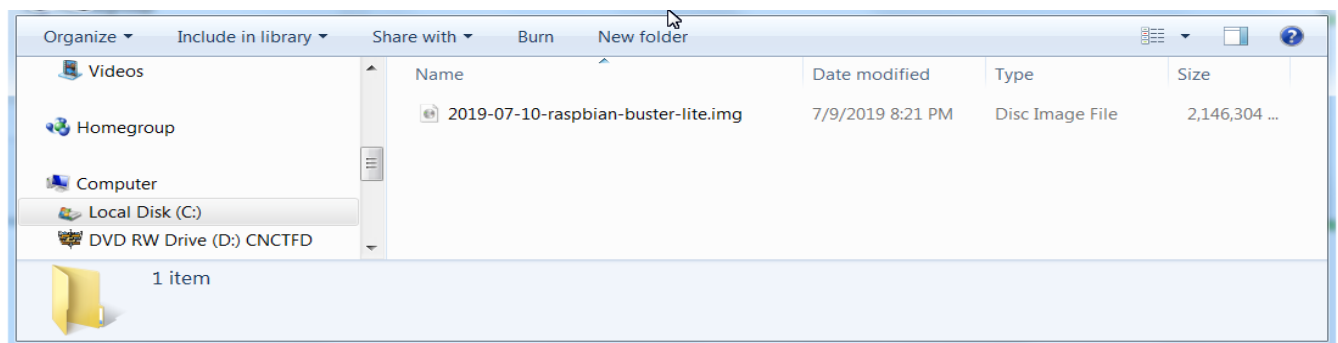 Organize Include in library Share with Burn New folder
Videos
Name Date modified Type Size
2019-07-10-raspbian-buster-lite.img 7/9/2019 8:21 PM Disc Image File 2,146,304 ...
Homegroup
Computer
Local Disk (C:)
DVD RW Drive (D:) CNCTFD
1 item